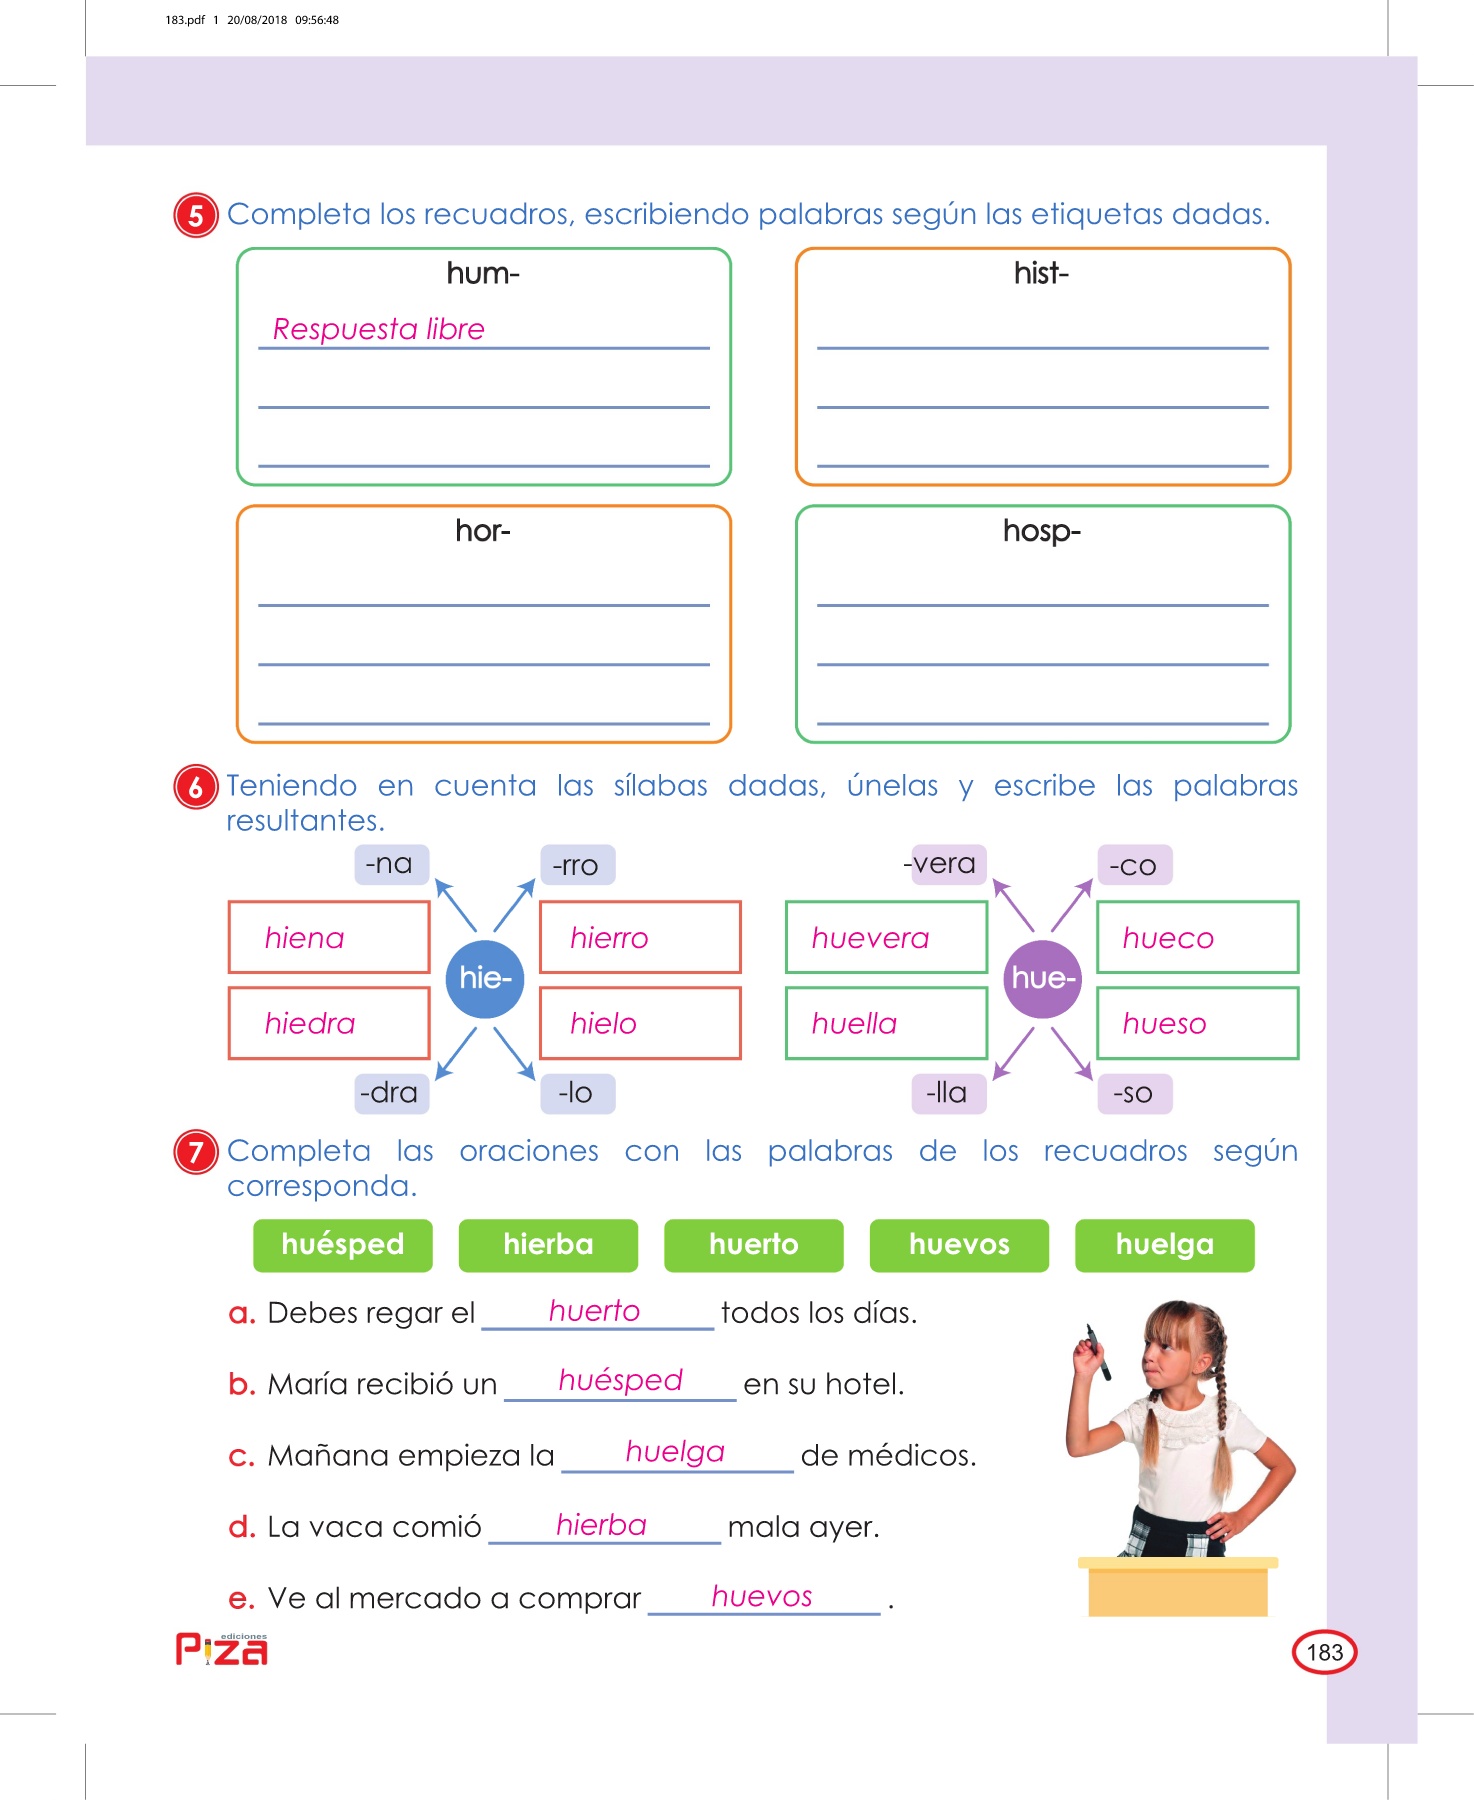 183.pdf 1 20/08/2018 09:56:48
5 Completa los recuadros, escribiendo palabras según las etiquetas dadas.
hum-
Respuesta libre
hist-
hor-
hosp-
6 Teniendo en cuenta las sílabas dadas, únelas y escribe las palabras
resultantes.
-na -rro -vera -co
hiena hierro huevera hueco
hie- hue-
hiedra hielo huella hueso
-dra -lo -lla -so
7 Completa las oraciones con las palabras de los recuadros según
corresponda.
huésped hierba huerto huevos huelga
a. Debes regar el huerto todos los días.
b. María recibió un huésped en su hotel.
c. Mañana empieza la huelga de médicos.
d. La vaca comió hierba mala ayer.
e. Ve al mercado a comprar huevos .
ediciones
Piza
183